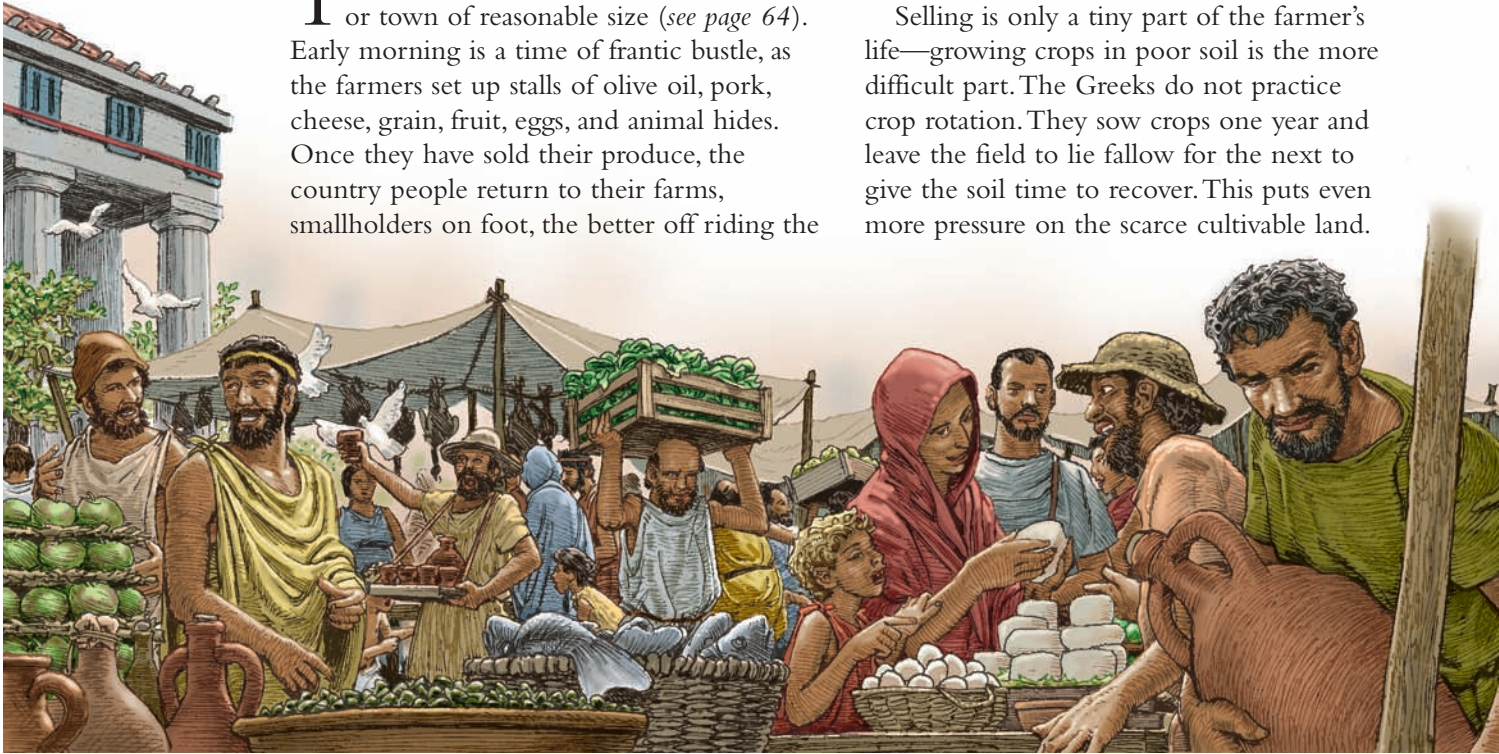 or town of reasonable size (see page 64).
Early morning is a time of frantic bustle, as
the farmers set up stalls of olive oil, pork,
cheese, grain, fruit, eggs, and animal hides.
Once they have sold their produce, the
country people return to their farms,
smallholders on foot, the better off riding the
Selling is only a tiny part of the farmer's
life—growing crops in poor soil is the more
difficult part. The Greeks do not practice
crop rotation. They sow crops one year and
leave the field to lie fallow for the next to
give the soil time to recover. This puts even
more pressure on the scarce cultivable land.